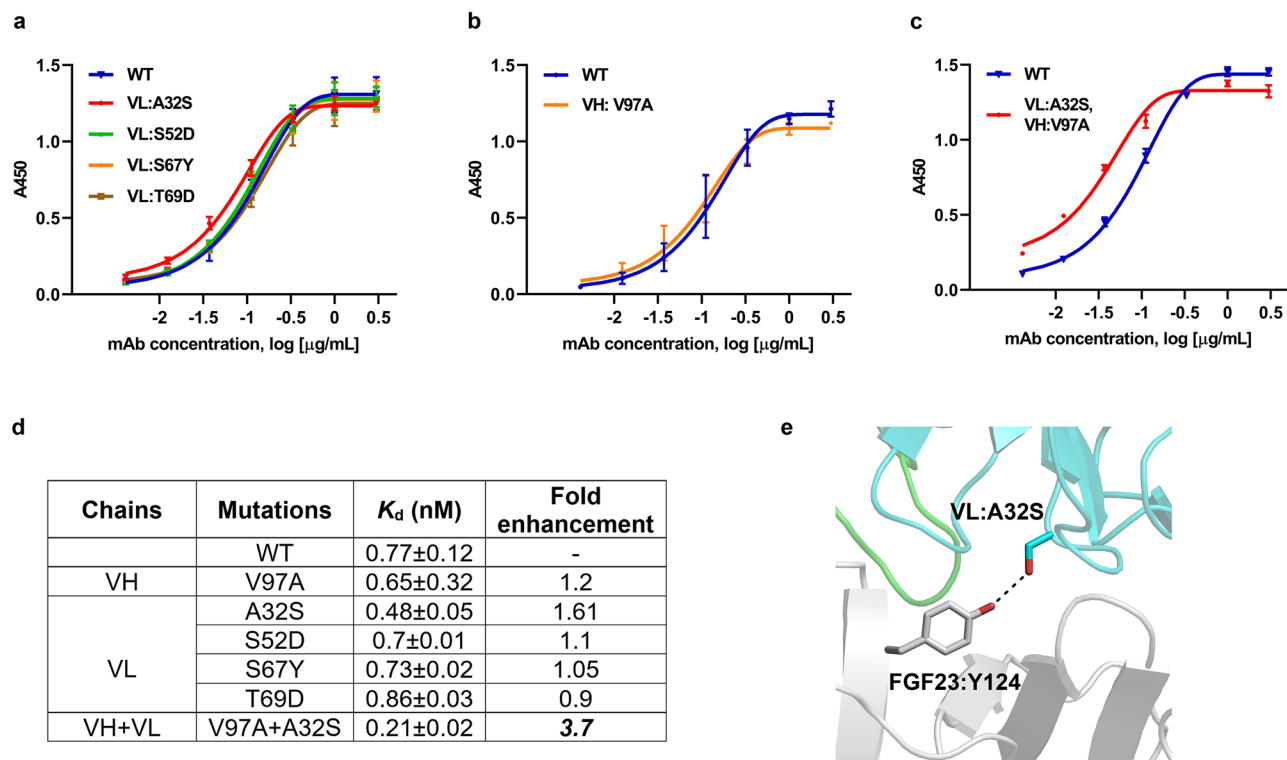 a
1.5
1.0
0.5
0.0
A450
WT
VL:A32S
VL:S52D
VL:S67Y
VL:T69D
-2 -1.5 -1 -0.5 0 0.5
mAb concentration, log [μg/mL]
b
1.5
1.0
0.5
0.0
A450
WT
VH: V97A
-2 -1.5 -1 -0.5 0 0.5
mAb concentration, log [μg/mL]
c
1.5
1.0
0.5
0.0
A450
WT
VL:A32S,
VH:V97A
-2 -1.5 -1 -0.5 0 0.5
mAb concentration, log [μg/mL]
d
Chains Mutations Kd (nM) Fold
enhancement
WT 0.77±0.12 -
VH V97A 0.65±0.32 1.2
VL A32S 0.48±0.05 1.61
S52D 0.7±0.01 1.1
S67Y 0.73±0.02 1.05
T69D 0.86±0.03 0.9
VH+VL V97A+A32S 0.21±0.02 3.7
e
VL:A32S
FGF23:Y124